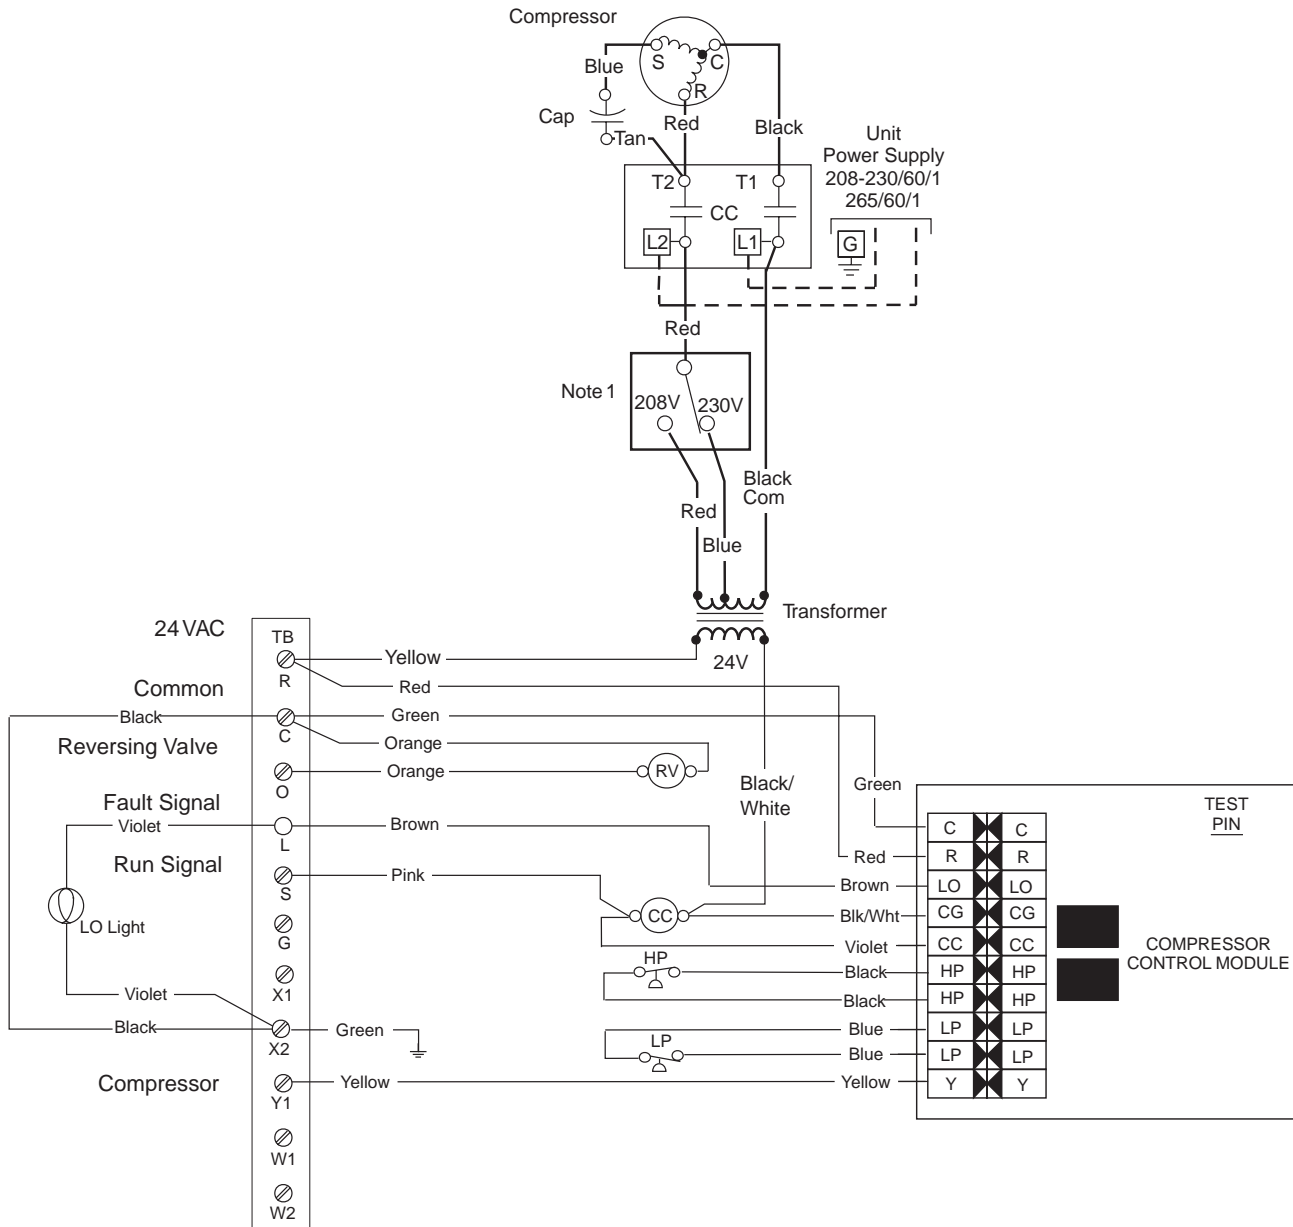 Compressor
S
C
R
Blue
Cap
Tan
Red
Black
Unit
Power Supply
208-230/60/1
265/60/1
T2
T1
CC
L2
L1
G
Red
Note 1
208V
230V
Black
Com
Red
Blue
Transformer
24V
24 VAC
TB
R
Yellow
Red
Common
Black
C
Green
Orange
Reversing Valve
O
Orange
RV
Black/
White
Green
Fault Signal
Violet
L
Brown
Run Signal
S
Pink
LO Light
CC
G
X1
HP
Violet
Black
X2
Green
LP
Compressor
Y1
Yellow
W1
W2
TEST
PIN
C C
Red R R
Brown LO LO
Blk/Wht CG CG
Violet CC CC
Black HP HP
Black HP HP
Blue LP LP
Blue LP LP
Yellow Y Y
COMPRESSOR
CONTROL MODULE